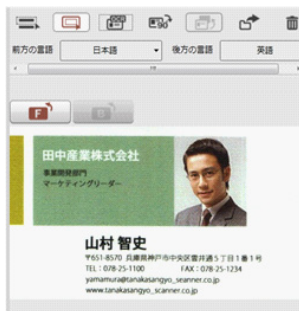 前方の言語 日本語 後方の言語 英語
F
B
田中産業株式会社
事業開発部門
マーケティングリーダー
山村 智史
〒651-8570 兵庫県神戸市中央区雲井通5丁目1番1号
TEL : 078-25-1100 FAX : 078-25-1234
yamamura@tanakasangyo_seanner.co.jp
www.tanakasangyo_scanner.co.jp